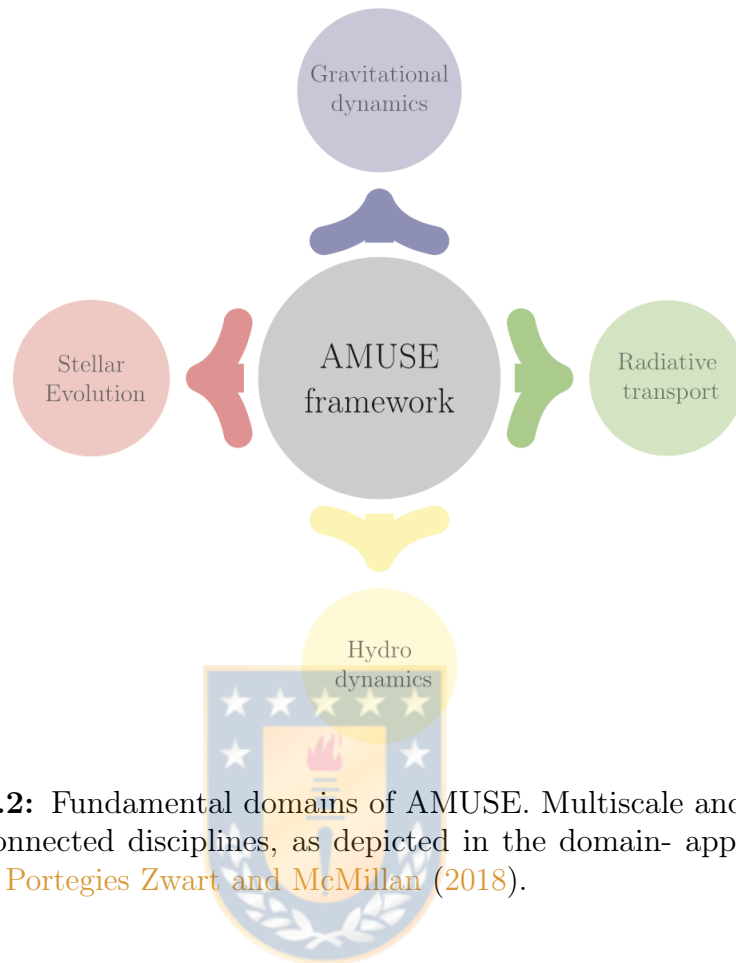 Gravitational
dynamics
Stellar
Evolution
AMUSE
framework
Radiative
transport
Hydro
dynamics
.2: Fundamental domains of AMUSE. Multiscale and
onnected disciplines, as depicted in the domain- app
Portegies Zwart and McMillan (2018).